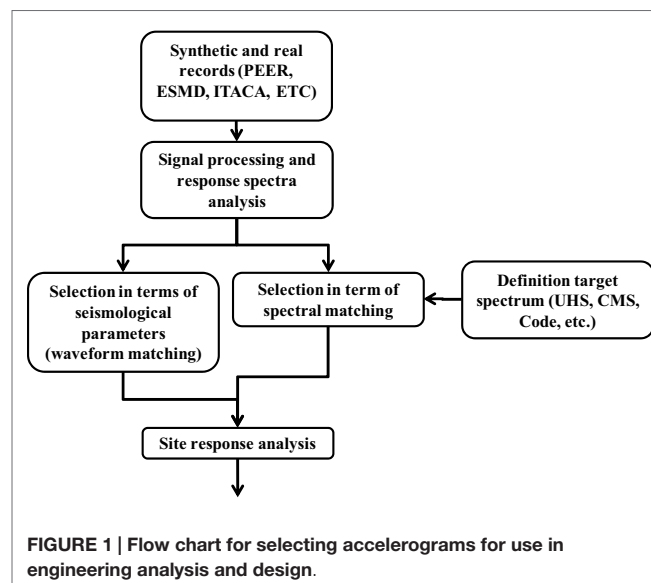 Synthetic and real
records (PEER,
ESMD, ITACA, ETC)
Signal processing and
response spectra
analysis
Selection in terms of
seismological
parameters
(waveform matching)
Selection in term of
spectral matching
Definition target
spectrum (UHS, CMS,
Code, etc.)
Site response analysis
FIGURE 1 | Flow chart for selecting accelerograms for use in
engineering analysis and design.